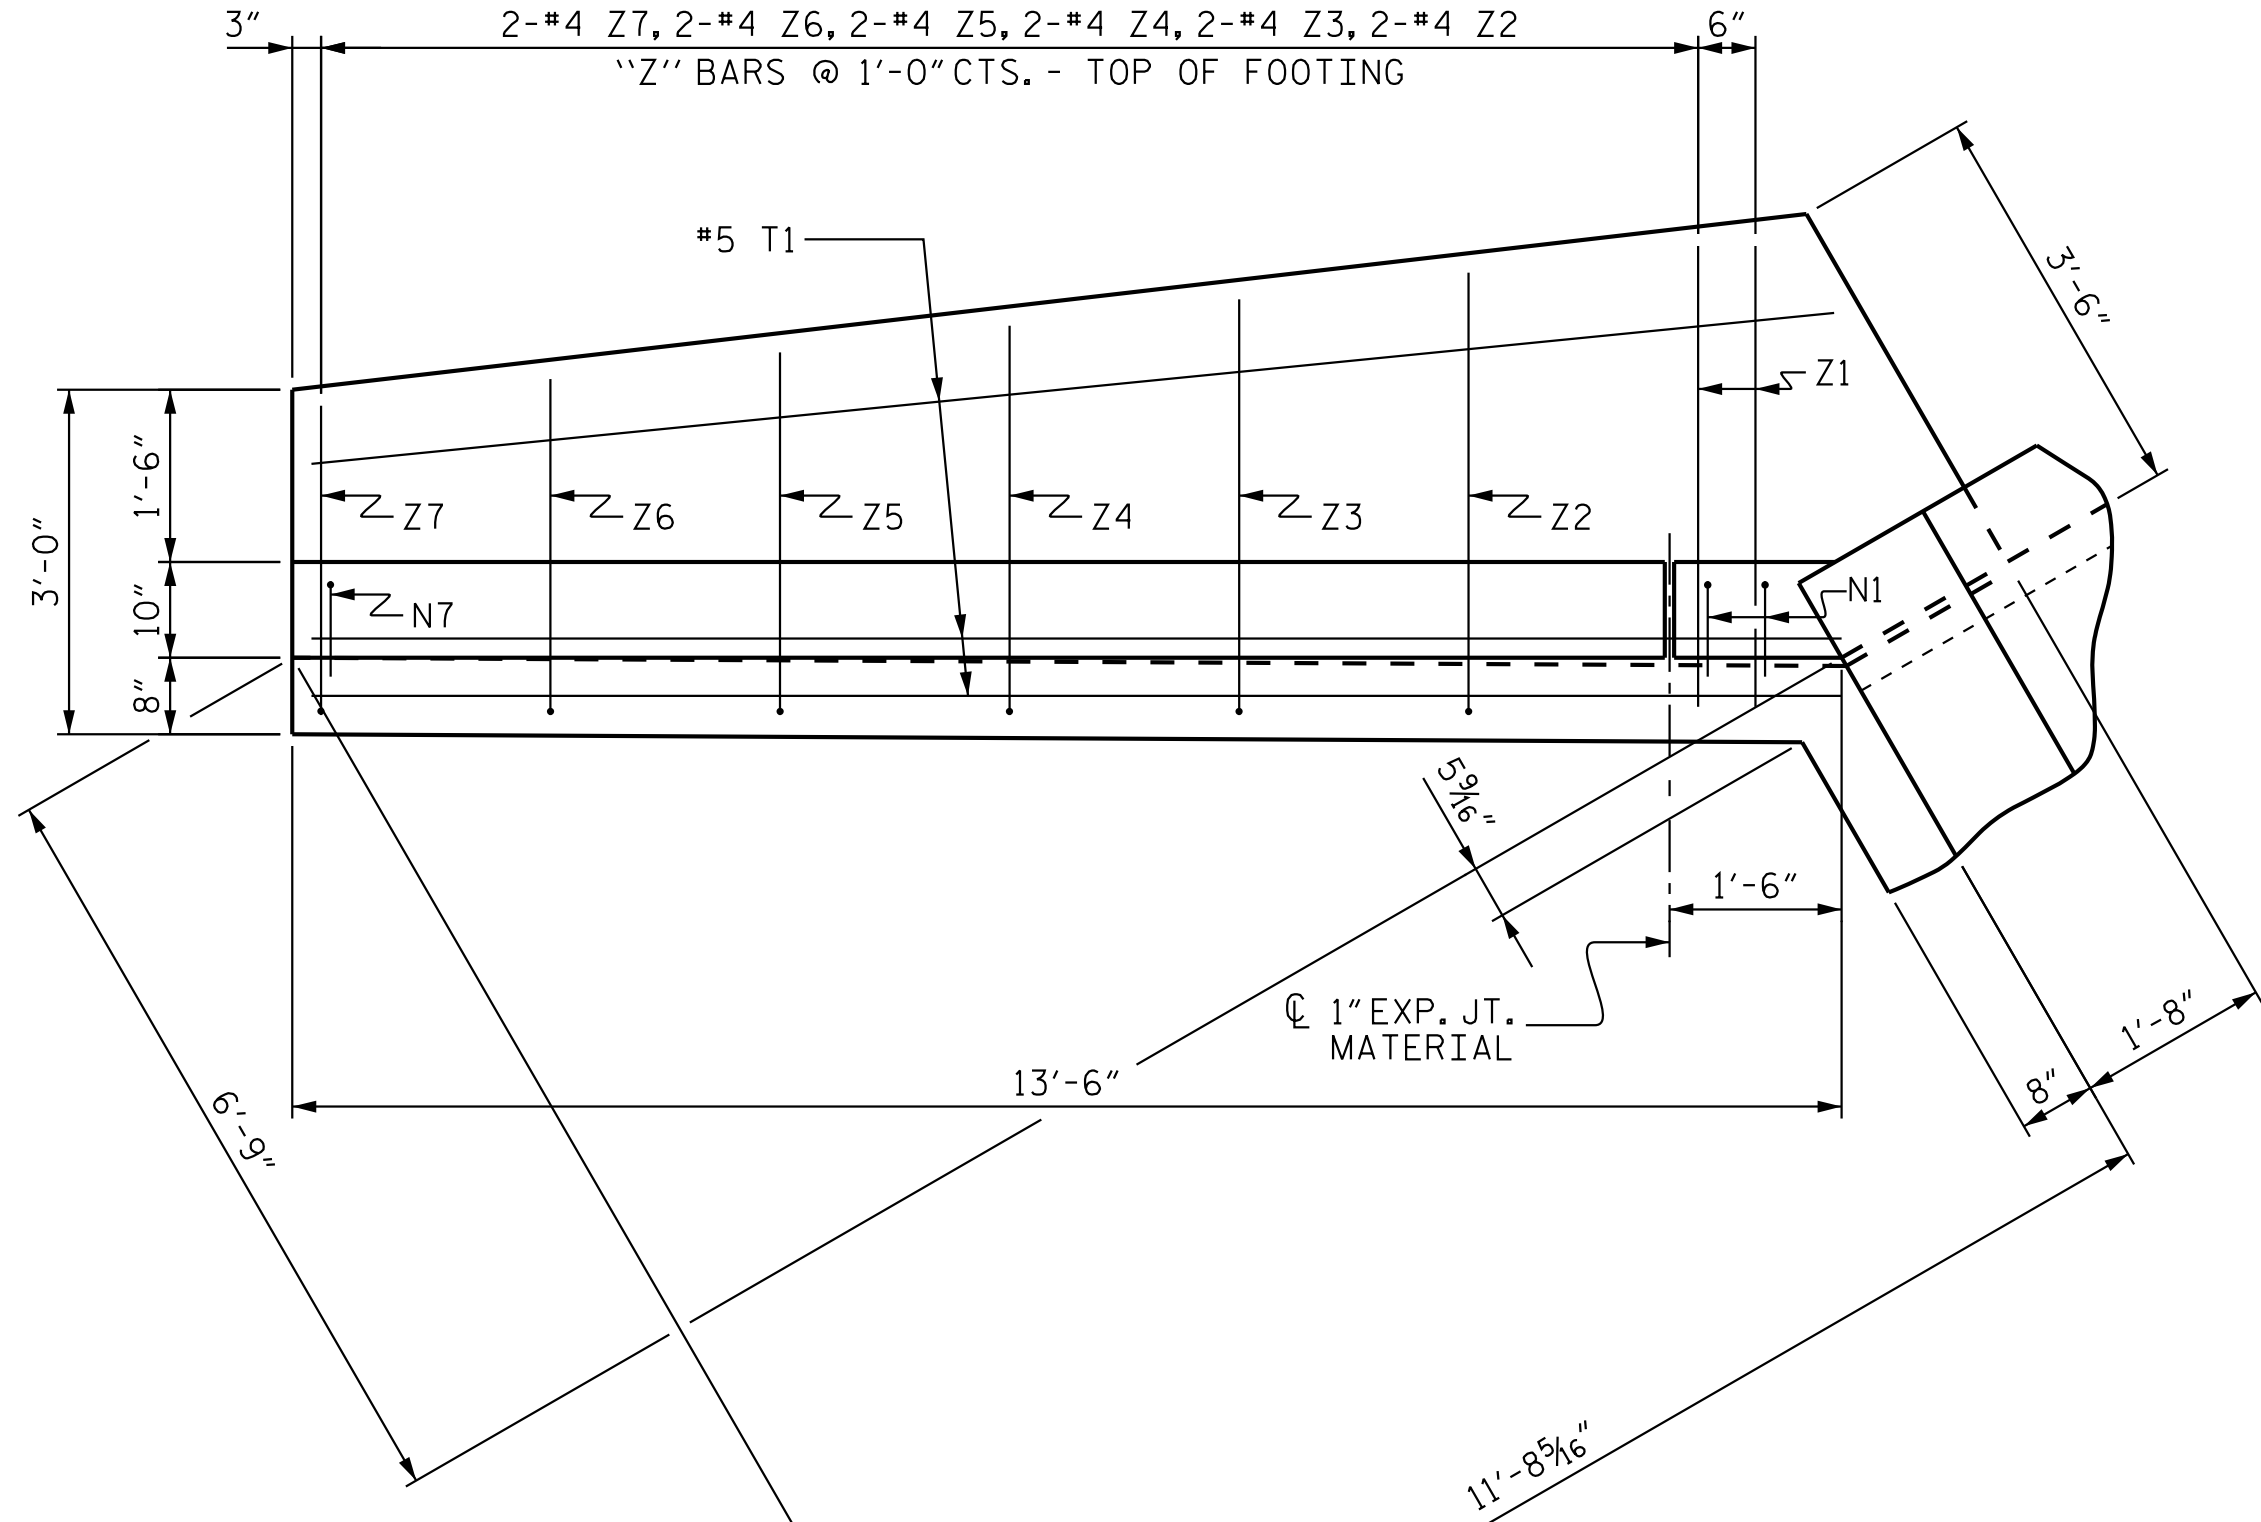 3" 2-#4 Z7, 2-#4 Z6, 2-#4 Z5, 2-#4 Z4, 2-#4 Z3, 2-#4 Z2 6"
"Z" BARS @ 1'-0" CTS. - TOP OF FOOTING
#5 T1
3'-6"
Z1
1'-6"
Z7 Z6 Z5 Z4 Z3 Z2
3'-0"
10"
N7
N1
8"
5 9/16"
1'-6"
℄ 1" EXP. JT.
MATERIAL
1'-8"
8"
13'-6"
6'-9"
11'-8 5/16"